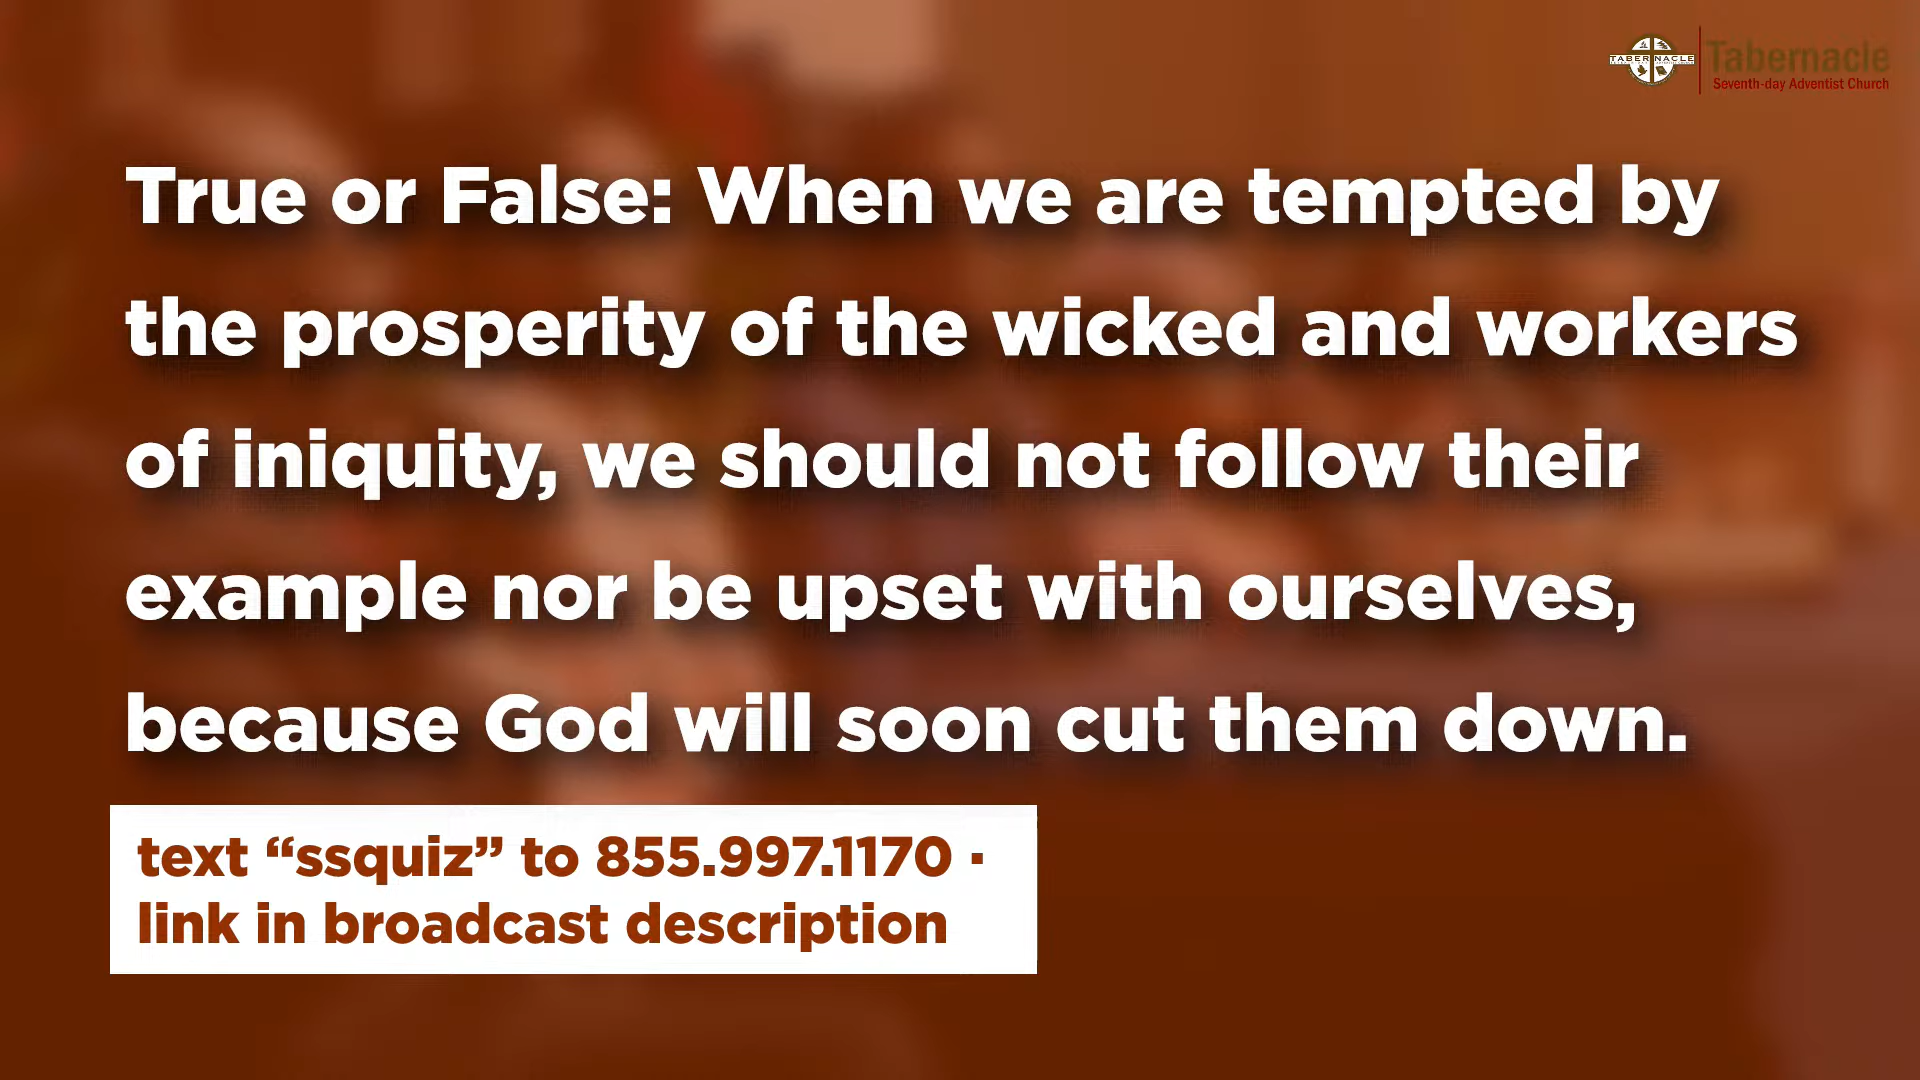 TABERNACLE
Tabernacle
Seventh-day Adventist Church
True or False: When we are tempted by
the prosperity of the wicked and workers
of iniquity, we should not follow their
example nor be upset with ourselves,
because God will soon cut them down.
text “ssquiz” to 855.997.1170 ·
link in broadcast description